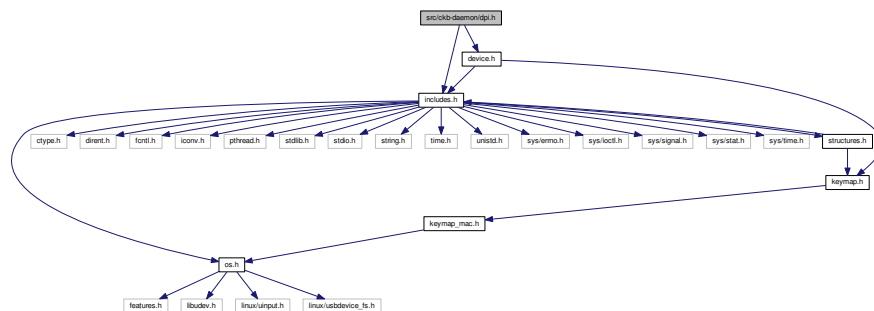 src/ckb-daemon/dpi.h
device.h
includes.h
ctype.h
dirent.h
fcntl.h
iconv.h
pthread.h
stdlib.h
stdio.h
string.h
time.h
unistd.h
sys/errno.h
sys/ioctl.h
sys/signal.h
sys/stat.h
sys/time.h
structures.h
keymap.h
keymap_mac.h
os.h
features.h
libudev.h
linux/uinput.h
linux/usbdevice_fs.h